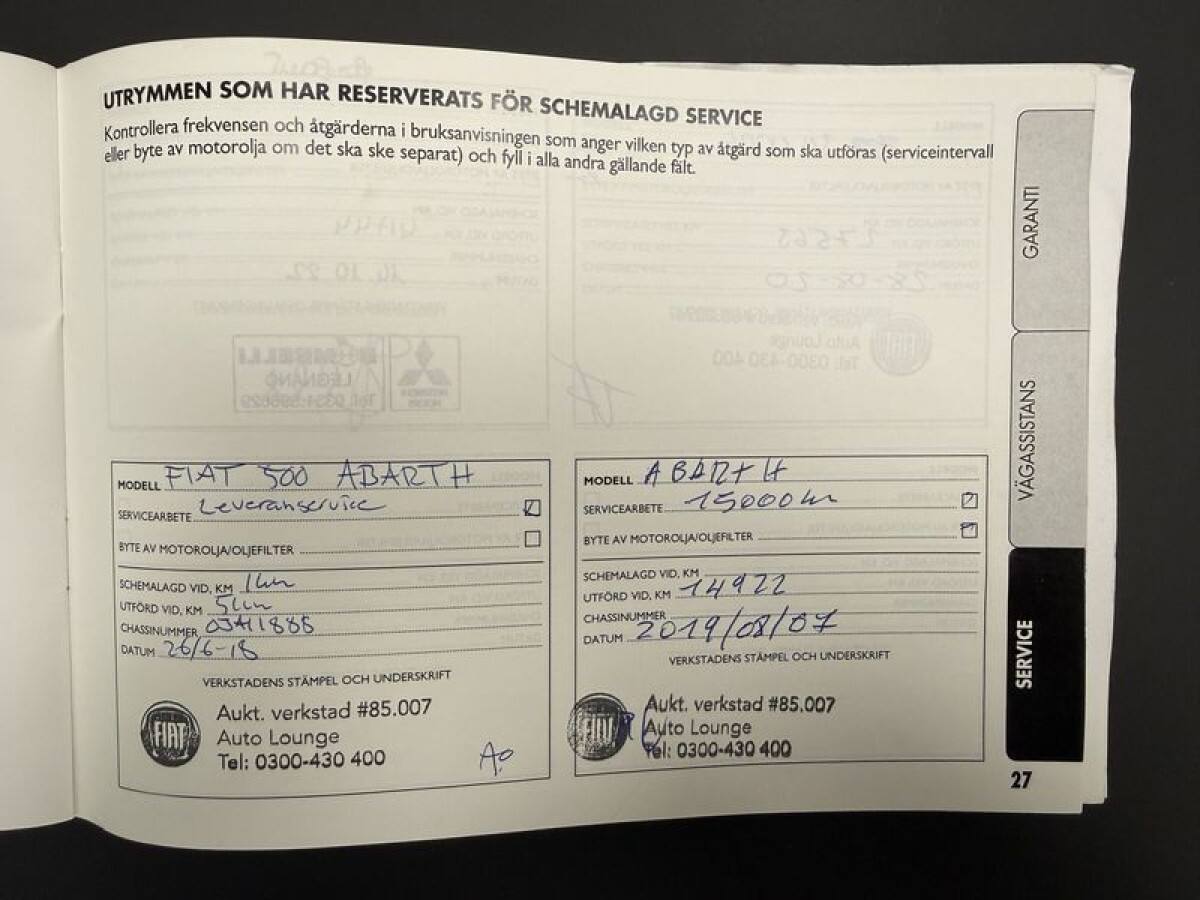 UTRYMMEN SOM HAR RESERVERATS FÖR SCHEMALAGD SERVICE
Kontrollera frekvensen och åtgärderna i bruksanvisningen som anger vilken typ av åtgärd som ska utföras (serviceintervall
eller byte av motorolja om det ska ske separat) och fyll i alla andra gällande fält.
MODELL FIAT 500 ABARTH
SERVICEARBETE Leveranservice
BYTE AV MOTOROLJA/OLJEFILTER
SCHEMALAGD VID, KM 1km
UTFÖRD VID, KM 5km
CHASSINUMMER 0J411888
DATUM 26/6-18
VERKSTADENS STÄMPEL OCH UNDERSKRIFT
FIAT
Aukt. verkstad #85.007
Auto Lounge
Tel: 0300-430 400
MODELL ABARTH
SERVICEARBETE 15000km
BYTE AV MOTOROLJA/OLJEFILTER
SCHEMALAGD VID, KM
UTFÖRD VID, KM 14922
CHASSINUMMER
DATUM 2019/08/07
VERKSTADENS STÄMPEL OCH UNDERSKRIFT
FIAT
Aukt. verkstad #85.007
Auto Lounge
Tel: 0300-430 400
GARANTI
VÄGASSISTANS
SERVICE
27